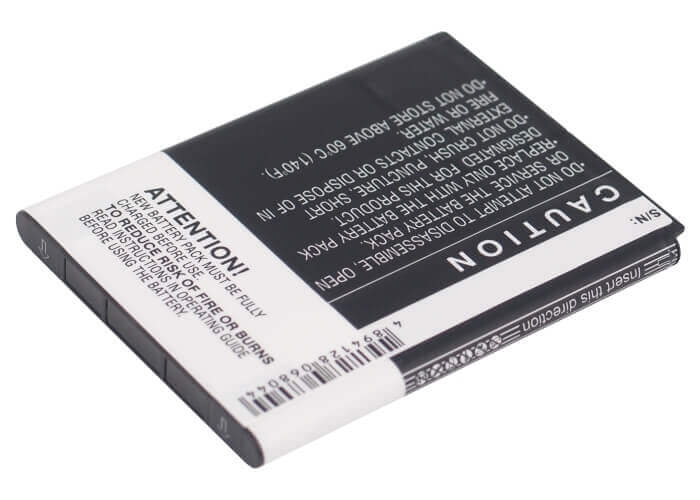 ATTENTION!
NEW BATTERY PACK MUST BE FULLY
CHARGED BEFORE USE.
TO REDUCE RISK OF FIRE OR BURNS
READ INSTRUCTIONS IN OPERATING GUIDE
BEFORE USING THE BATTERY.
4894128068044
S/N:
CAUTION
•DO NOT ATTEMPT TO DISASSEMBLE, OPEN
OR SERVICE THE BATTERY PACK.
•REPLACE ONLY WITH THE BATTERY PACK
DESIGNATED FOR THIS PRODUCT.
•DO NOT CRUSH, PUNCTURE, SHORT
EXTERNAL CONTACTS OR DISPOSE OF IN
FIRE OR WATER.
•DO NOT STORE ABOVE 60°C (140°F).
insert this direction